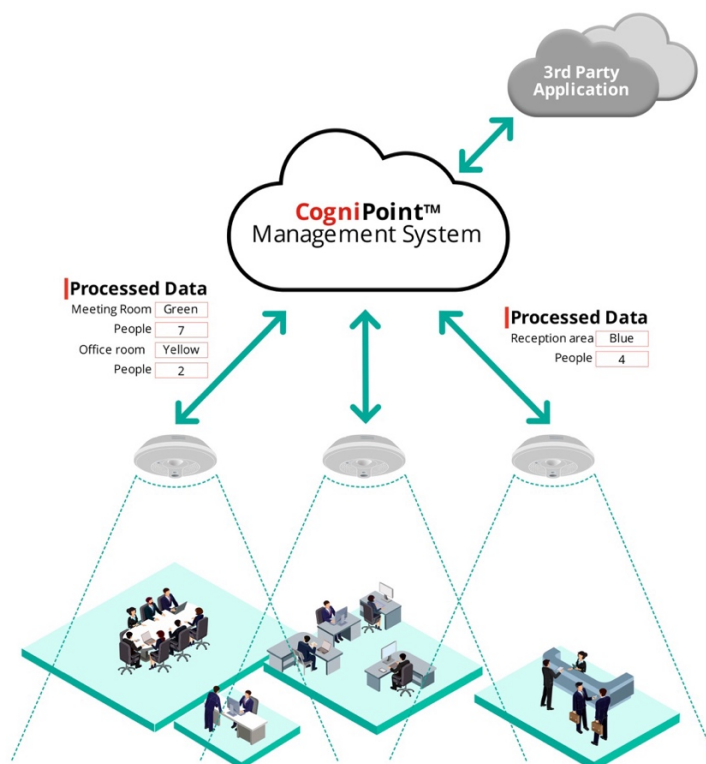 3rd Party
Application
CogniPoint™
Management System
Processed Data
Meeting Room Green
People 7
Office room Yellow
People 2
Processed Data
Reception area Blue
People 4